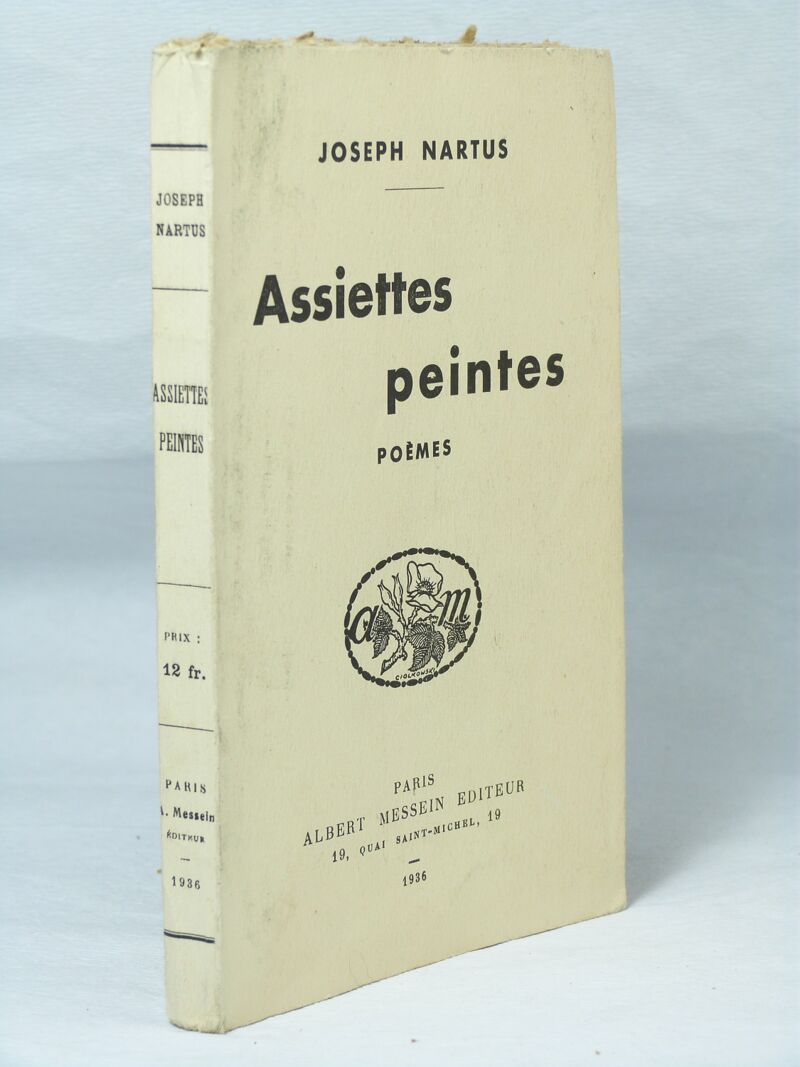 JOSEPH
NARTUS
ASSIETTES
PEINTES
PRIX :
12 fr.
PARIS
A. Messein
ÉDITEUR
1936
JOSEPH NARTUS
Assiettes
peintes
POÈMES
a m
CIOLKOWSKI
PARIS
ALBERT MESSEIN EDITEUR
19, QUAI SAINT-MICHEL, 19
1936